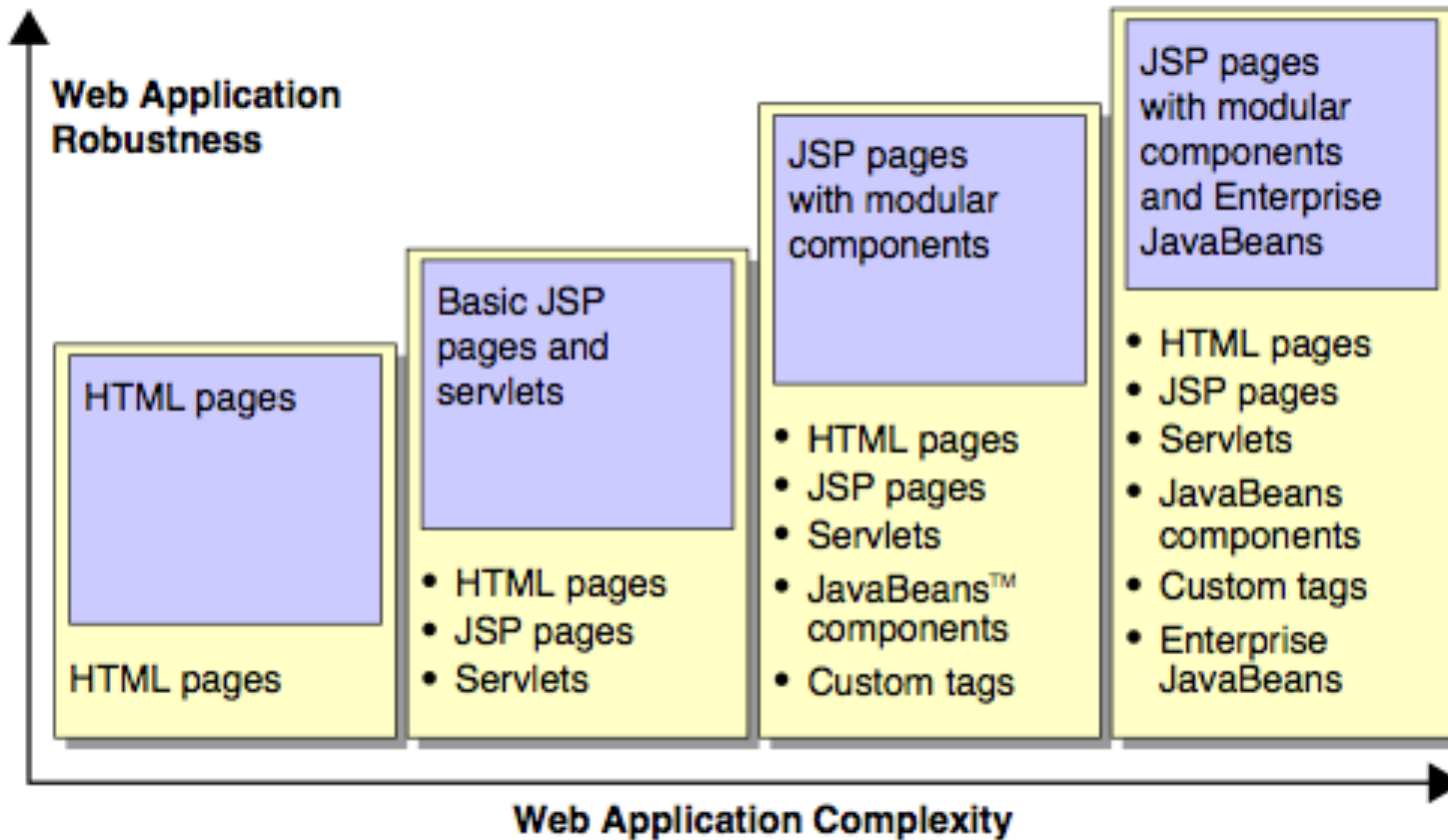 Web Application
Robustness
HTML pages
HTML pages
Basic JSP
pages and
servlets
• HTML pages
• JSP pages
• Servlets
JSP pages
with modular
components
• HTML pages
• JSP pages
• Servlets
• JavaBeans™
components
• Custom tags
JSP pages
with modular
components
and Enterprise
JavaBeans
• HTML pages
• JSP pages
• Servlets
• JavaBeans
components
• Custom tags
• Enterprise
JavaBeans
Web Application Complexity